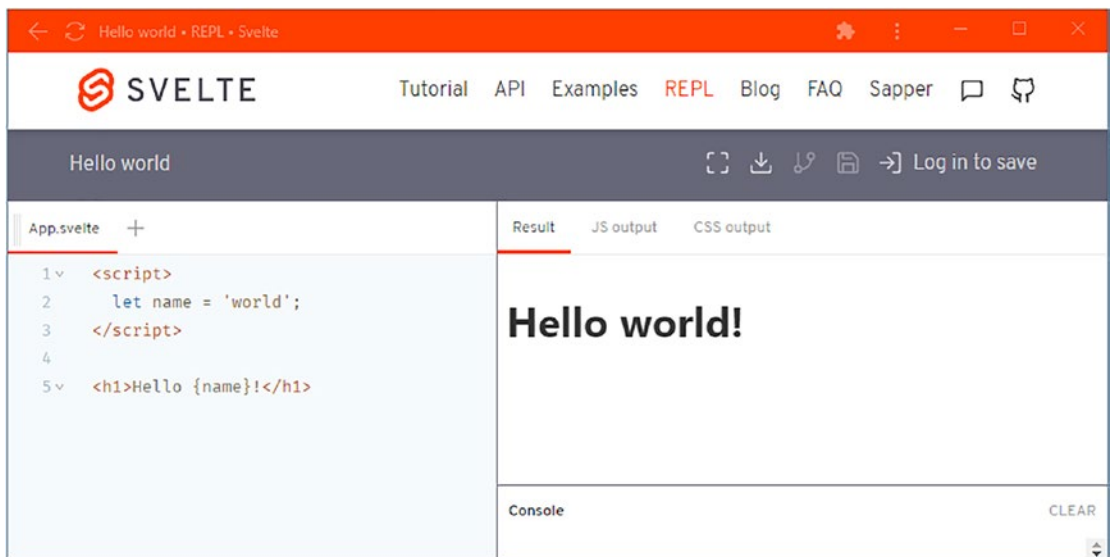 Hello world • REPL • Svelte
SVELTE Tutorial API Examples REPL Blog FAQ Sapper
Hello world Log in to save
App.svelte +
1 <script>
2 let name = 'world';
3 </script>
4
5 <h1>Hello {name}!</h1>
Result JS output CSS output
Hello world!
Console CLEAR